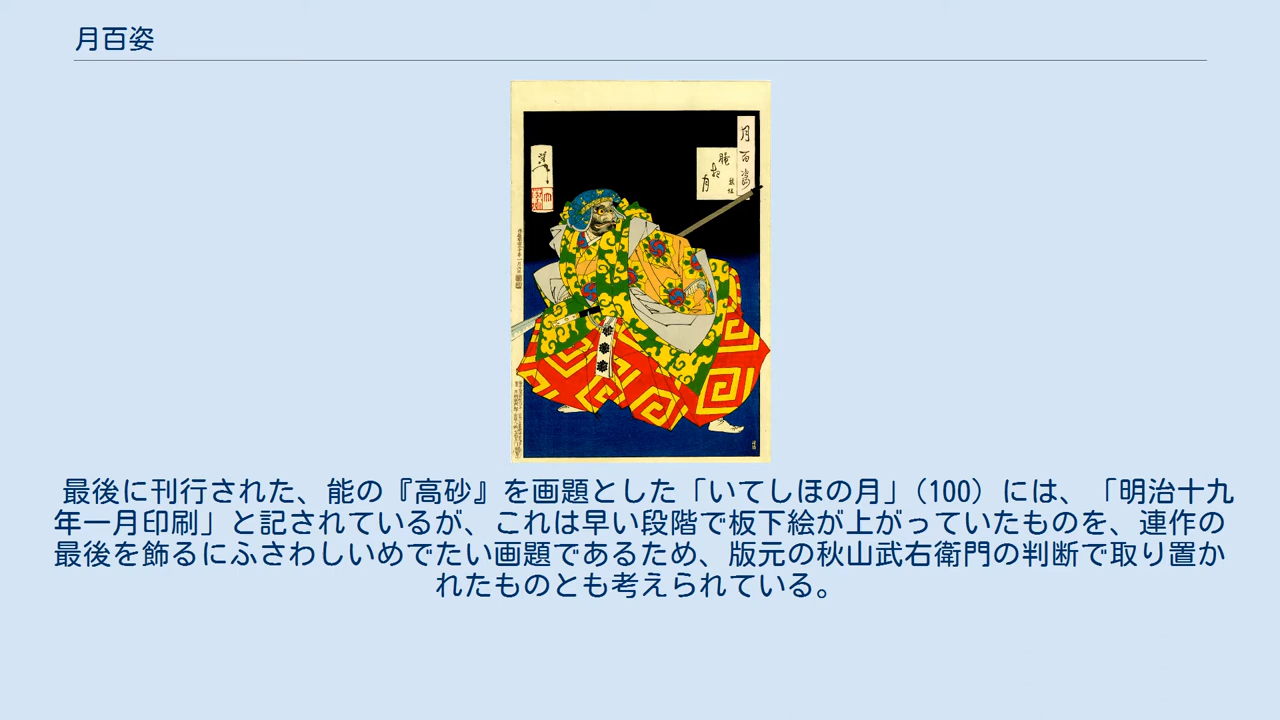 月百姿
月百姿
朧夜月
最後に刊行された、能の『高砂』を画題とした「いてしほの月」（100）には、「明治十九
年一月印刷」と記されているが、これは早い段階で板下絵が上がっていたものを、連作の
最後を飾るにふさわしいめでたい画題であるため、版元の秋山武右衛門の判断で取り置か
れたものとも考えられている。